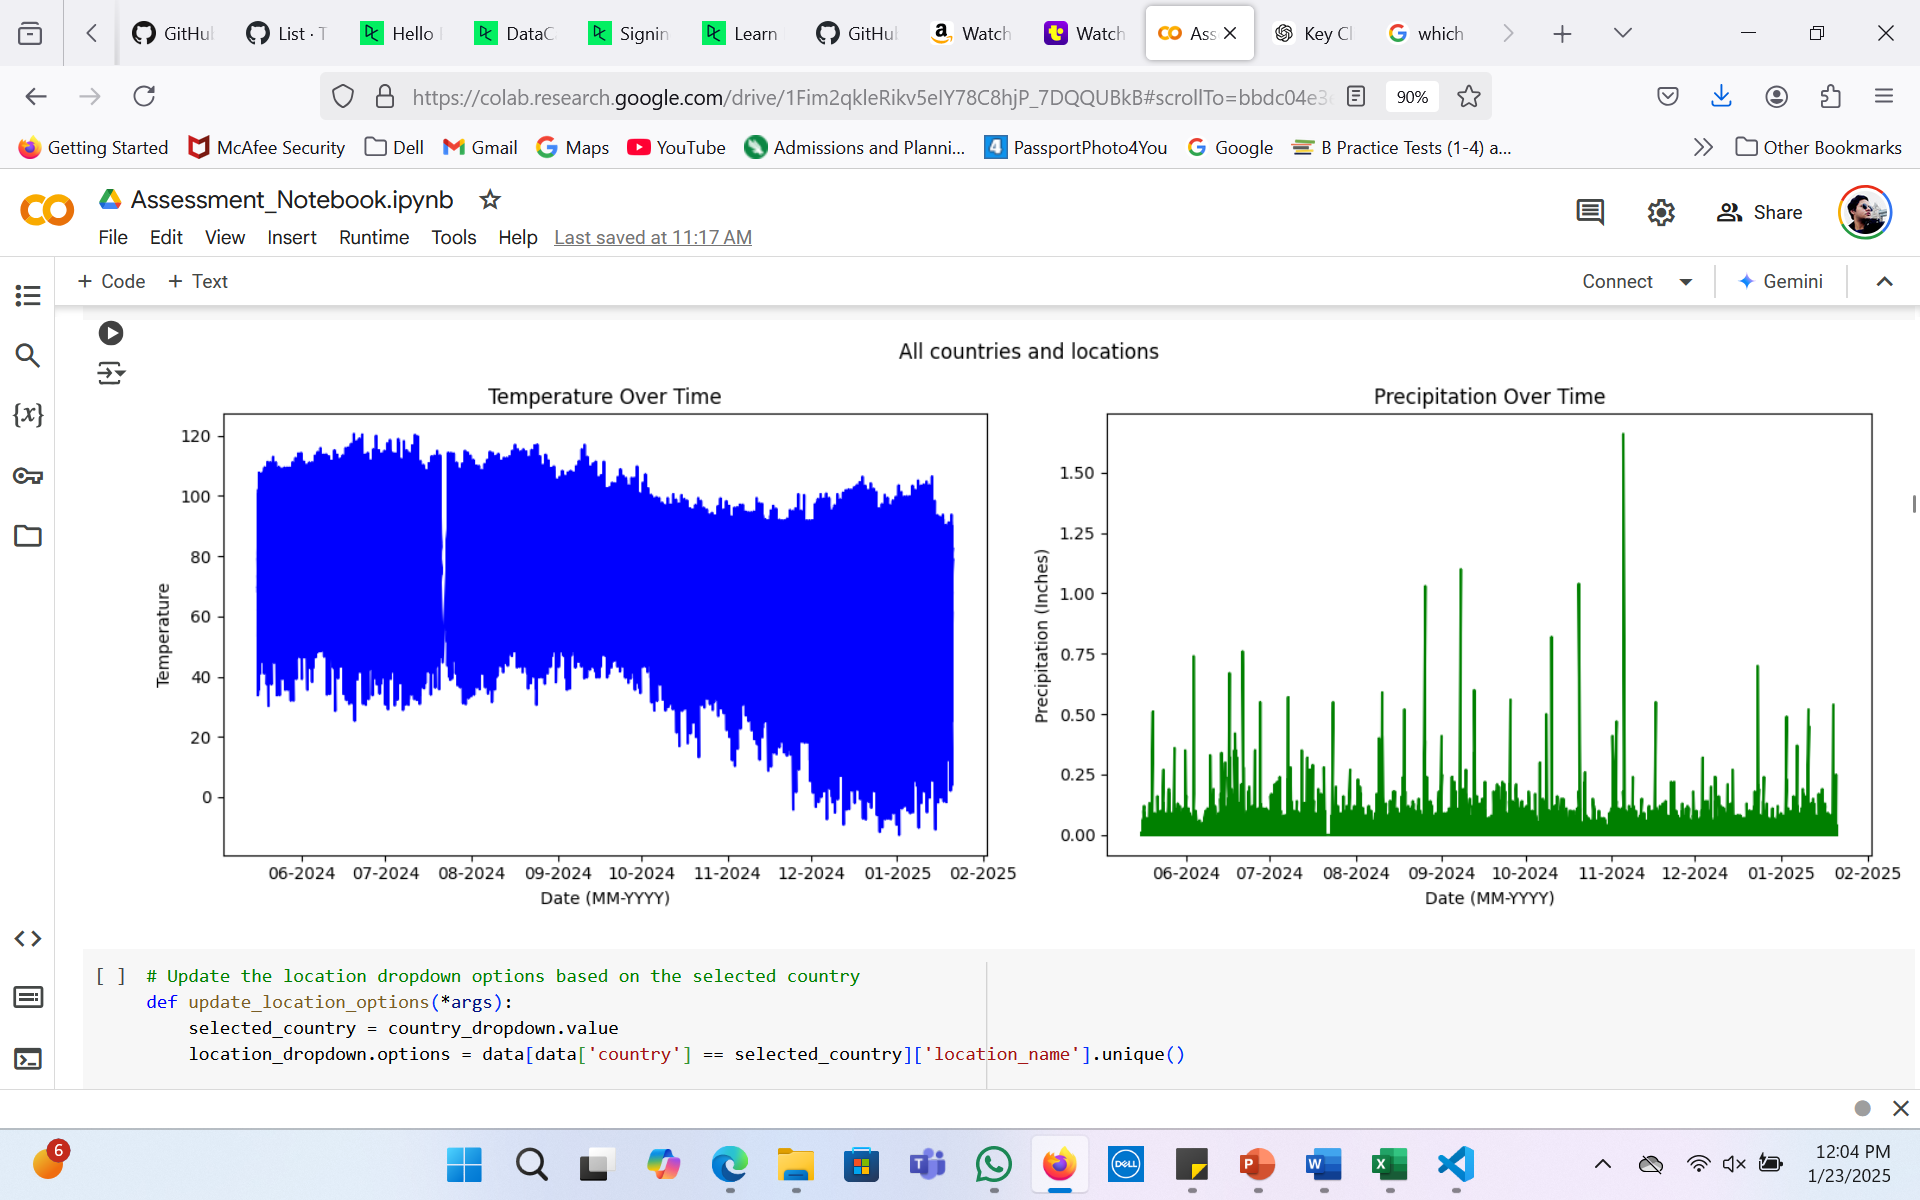 GitHu List · T Hello DataC Signin Learn GitHu Watch Watch Ass Key Cl which
https://colab.research.google.com/drive/1Fim2qkleRikv5eIY78C8hjP_7DQQUBkB#scrollTo=bbdc04e3 90%
Getting Started McAfee Security Dell Gmail Maps YouTube Admissions and Planni... PassportPhoto4You Google B Practice Tests (1-4) a... Other Bookmarks
Assessment_Notebook.ipynb
File Edit View Insert Runtime Tools Help Last saved at 11:17 AM
Share
+ Code + Text
Connect Gemini
All countries and locations
Temperature Over Time
Temperature
120
100
80
60
40
20
0
06-2024 07-2024 08-2024 09-2024 10-2024 11-2024 12-2024 01-2025 02-2025
Date (MM-YYYY)
Precipitation Over Time
Precipitation (Inches)
1.50
1.25
1.00
0.75
0.50
0.25
0.00
06-2024 07-2024 08-2024 09-2024 10-2024 11-2024 12-2024 01-2025 02-2025
Date (MM-YYYY)
[ ] # Update the location dropdown options based on the selected country
def update_location_options(*args):
selected_country = country_dropdown.value
location_dropdown.options = data[data['country'] == selected_country]['location_name'].unique()
6
DELL
12:04 PM
1/23/2025